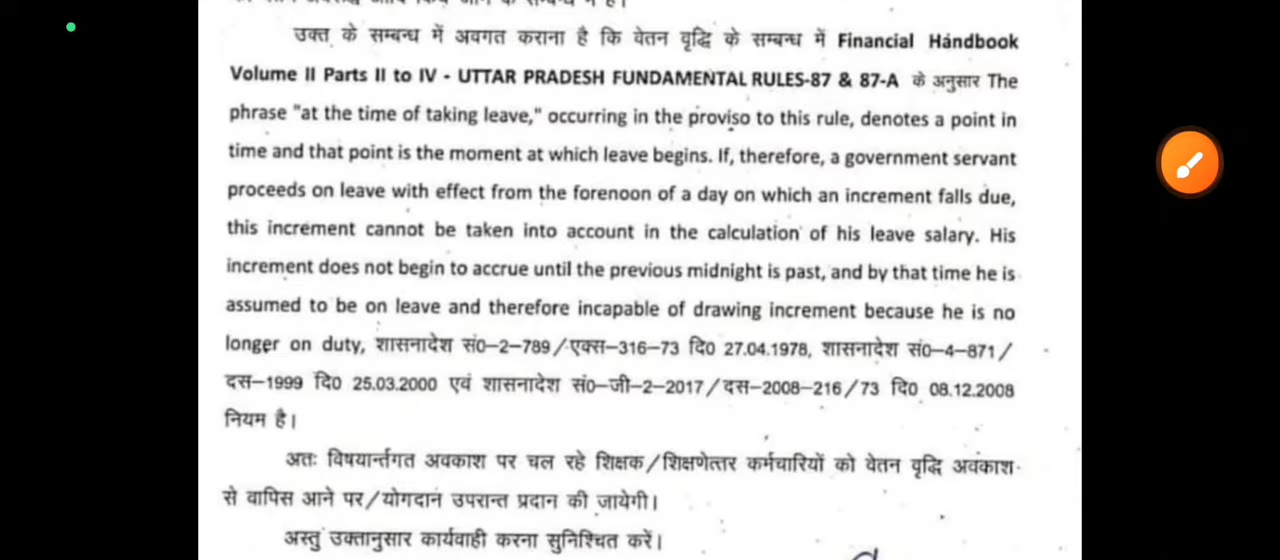 उक्त के सम्बन्ध में अवगत कराना है कि वेतन वृद्धि के सम्बन्ध में Financial Handbook
Volume II Parts II to IV - UTTAR PRADESH FUNDAMENTAL RULES-87 & 87-A के अनुसार The
phrase "at the time of taking leave," occurring in the proviso to this rule, denotes a point in
time and that point is the moment at which leave begins. If, therefore, a government servant
proceeds on leave with effect from the forenoon of a day on which an increment falls due,
this increment cannot be taken into account in the calculation of his leave salary. His
increment does not begin to accrue until the previous midnight is past, and by that time he is
assumed to be on leave and therefore incapable of drawing increment because he is no
longer on duty, शासनादेश सं0-2-789/एक्स-316-73 दि0 27.04.1978, शासनादेश सं0-4-871/
दस-1999 दि0 25.03.2000 एवं शासनादेश सं0-जी-2-2017/दस-2008-216/73 दि0 08.12.2008
नियम है।
अतः विषयार्न्तगत अवकाश पर चल रहे शिक्षक/शिक्षणेत्तर कर्मचारियों को वेतन वृद्धि अवकाश
से वापिस आने पर/योगदान उपरान्त प्रदान की जायेगी।
अस्तु उक्तानुसार कार्यवाही करना सुनिश्चित करें।